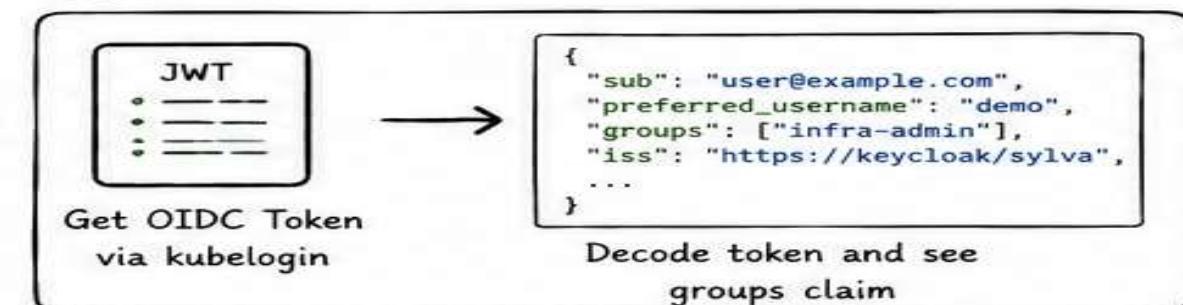 JWT
Get OIDC Token
via kubelogin
{
"sub": "user@example.com",
"preferred_username": "demo",
"groups": ["infra-admin"],
"iss": "https://keycloak/sylva",
...
}
Decode token and see
groups claim